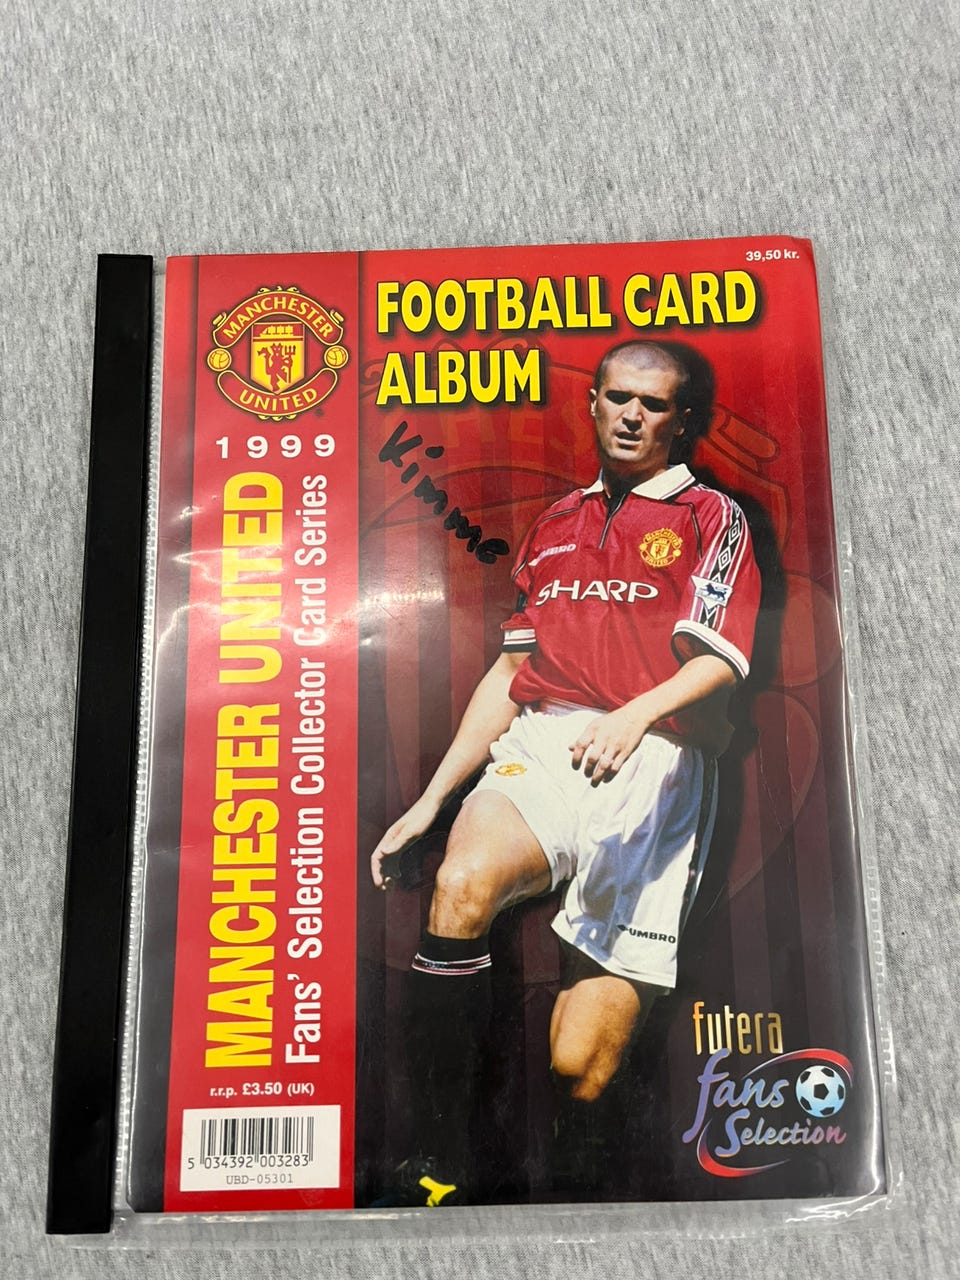 39,50 kr.
FOOTBALL CARD
ALBUM
MANCHESTER
UNITED
1999
Kimme
MANCHESTER UNITED
Fans' Selection Collector Card Series
UMBRO
SHARP
UMBRO
futera
fans
Selection
r.r.p. £3.50 (UK)
5 034392 003283
UBD-05301